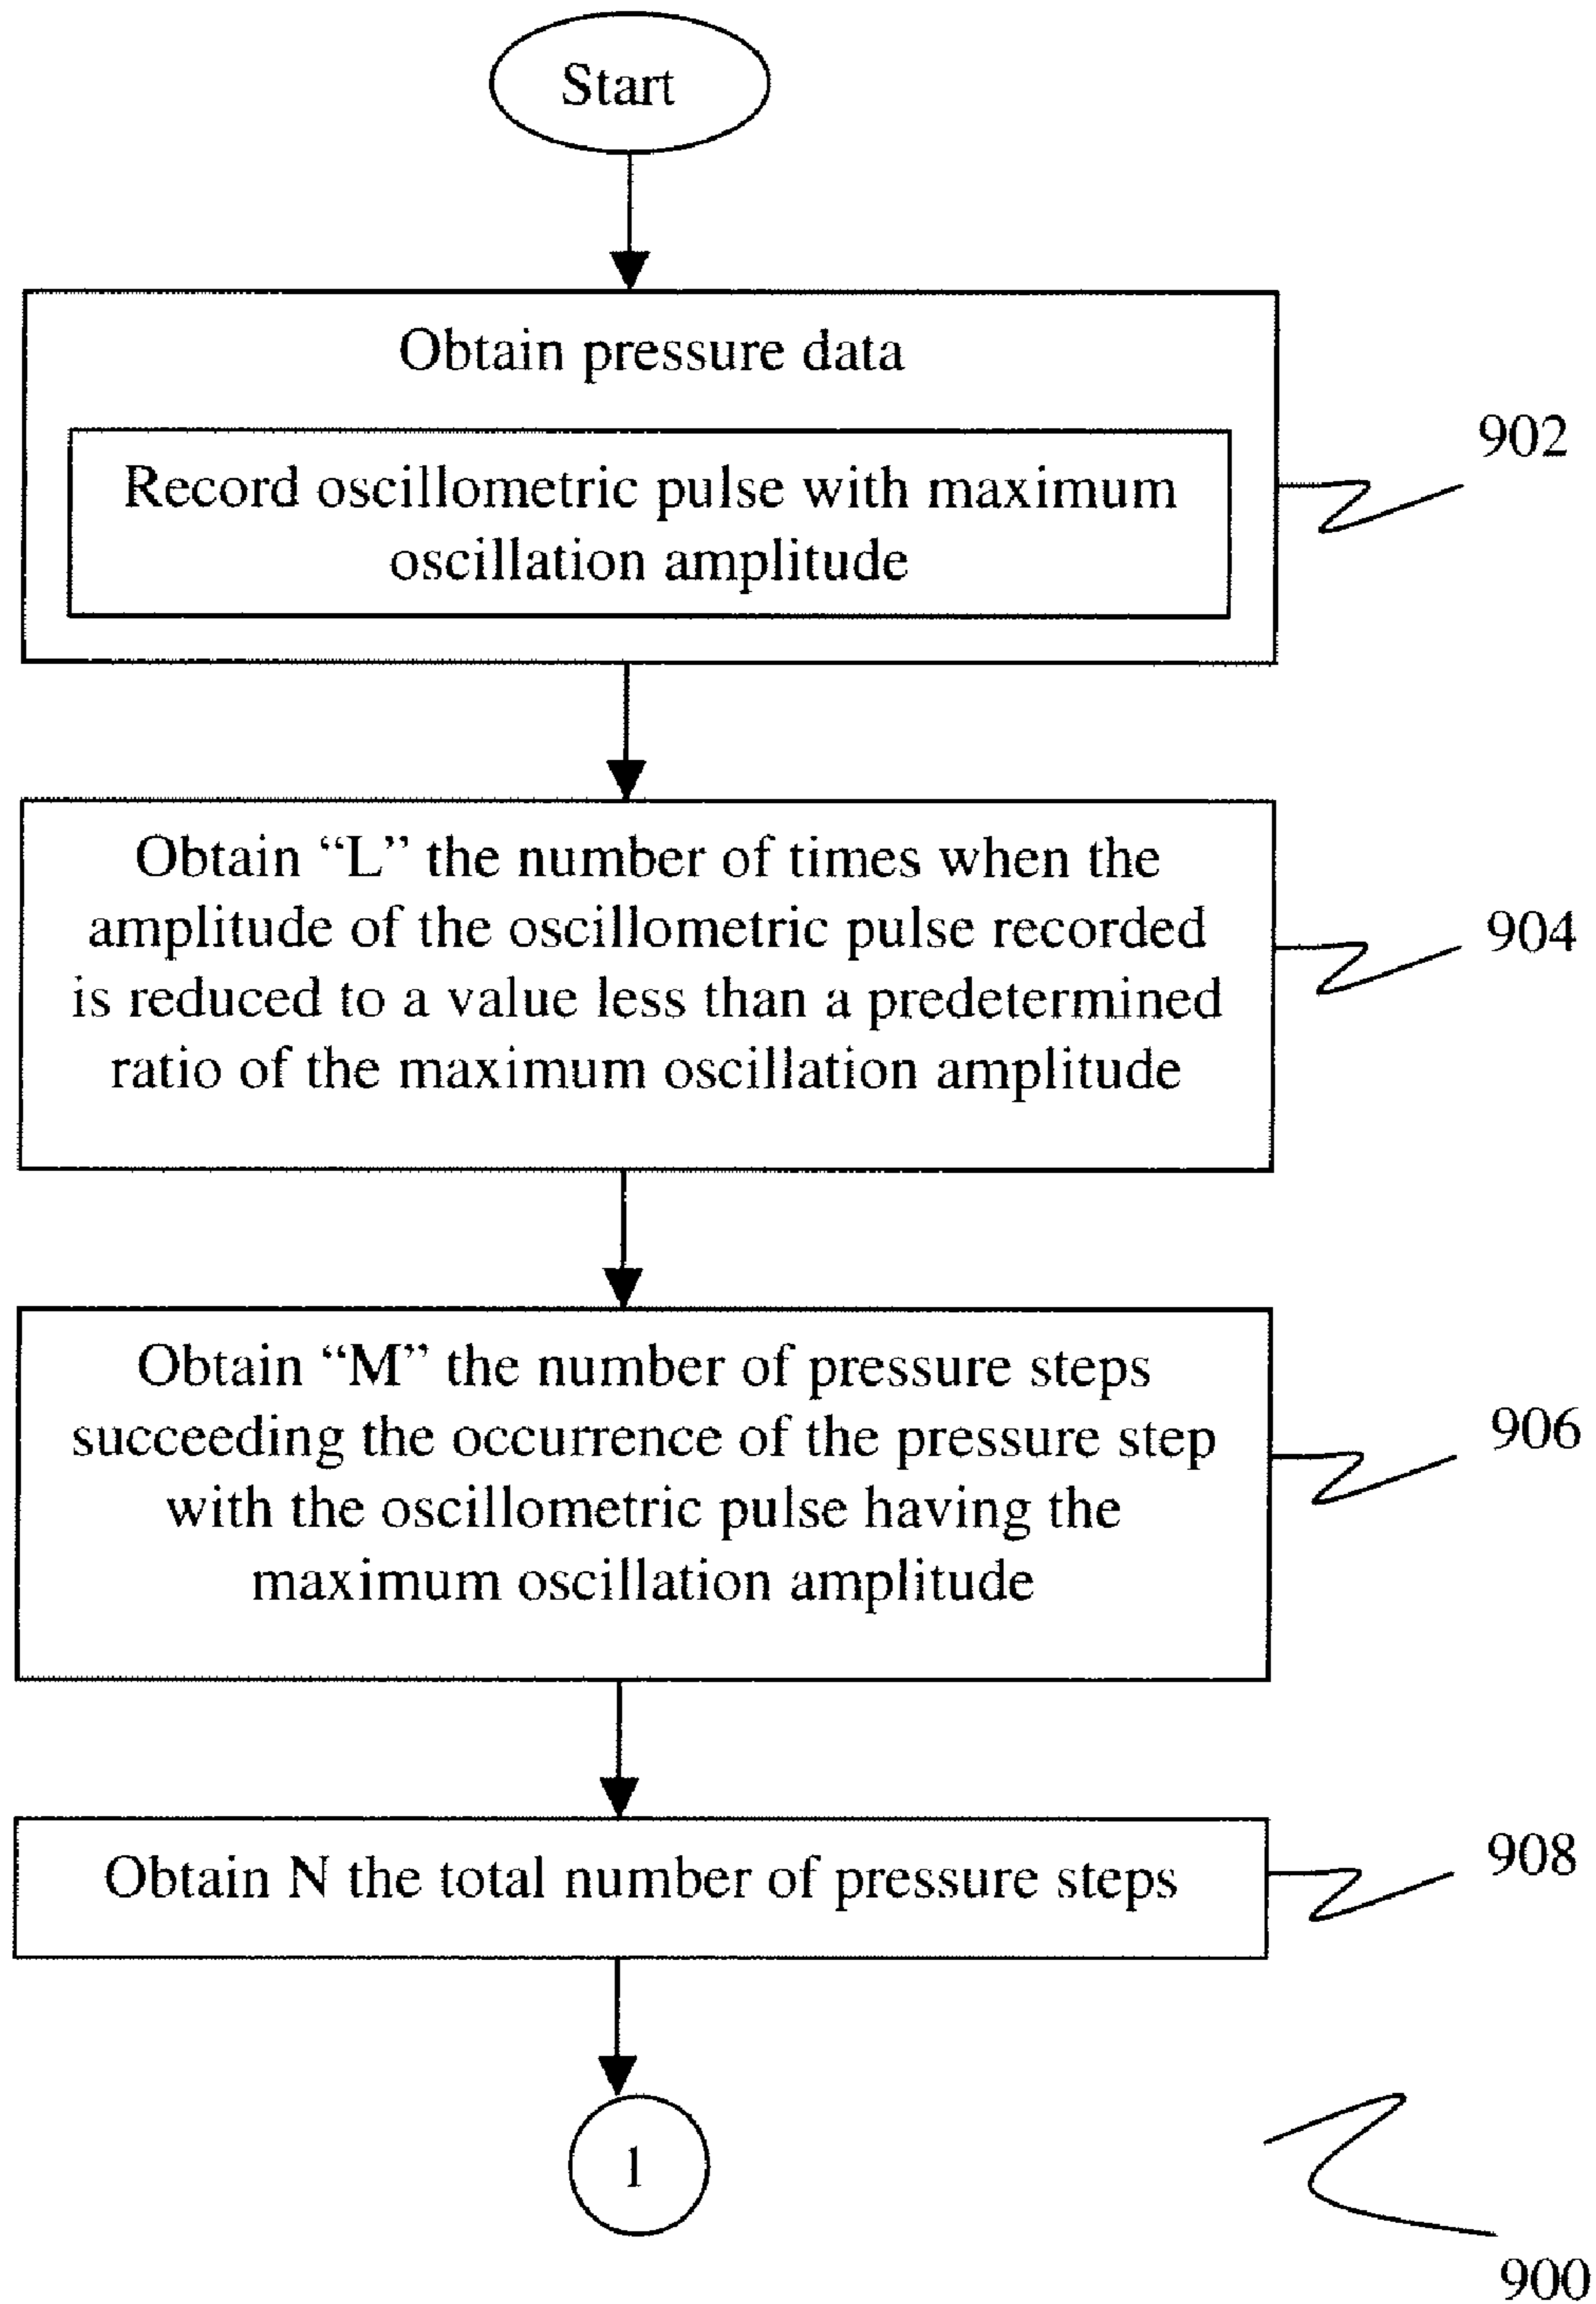 Start
Obtain pressure data
Record oscillometric pulse with maximum
oscillation amplitude
902
Obtain “L” the number of times when the
amplitude of the oscillometric pulse recorded
is reduced to a value less than a predetermined
ratio of the maximum oscillation amplitude
904
Obtain “M” the number of pressure steps
succeeding the occurrence of the pressure step
with the oscillometric pulse having the
maximum oscillation amplitude
906
Obtain N the total number of pressure steps
908
1
900